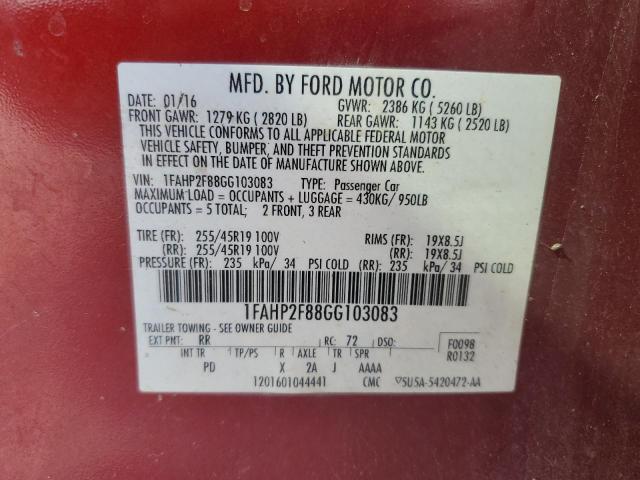 MFD. BY FORD MOTOR CO.
DATE: 01/16 GVWR: 2386 KG (5260 LB)
FRONT GAWR: 1279 KG (2820 LB) REAR GAWR: 1143 KG (2520 LB)
THIS VEHICLE CONFORMS TO ALL APPLICABLE FEDERAL MOTOR
VEHICLE SAFETY, BUMPER, AND THEFT PREVENTION STANDARDS
IN EFFECT ON THE DATE OF MANUFACTURE SHOWN ABOVE.
VIN: 1FAHP2F88GG103083 TYPE: Passenger Car
MAXIMUM LOAD = OCCUPANTS + LUGGAGE = 430KG/ 950LB
OCCUPANTS = 5 TOTAL; 2 FRONT, 3 REAR
TIRE (FR): 255/45R19 100V RIMS (FR): 19X8.5J
(RR): 255/45R19 100V (RR): 19X8.5J
PRESSURE (FR): 235 kPa/ 34 PSI COLD (RR): 235 kPa/ 34 PSI COLD
1FAHP2F88GG103083
TRAILER TOWING - SEE OWNER GUIDE
EXT PNT: RR RC: 72 DSO: F0098
INT TR TP/PS R AXLE TR SPR R0132
PD X 2A J AAAA
1201601044441 CMC ▽5U5A-5420472-AA